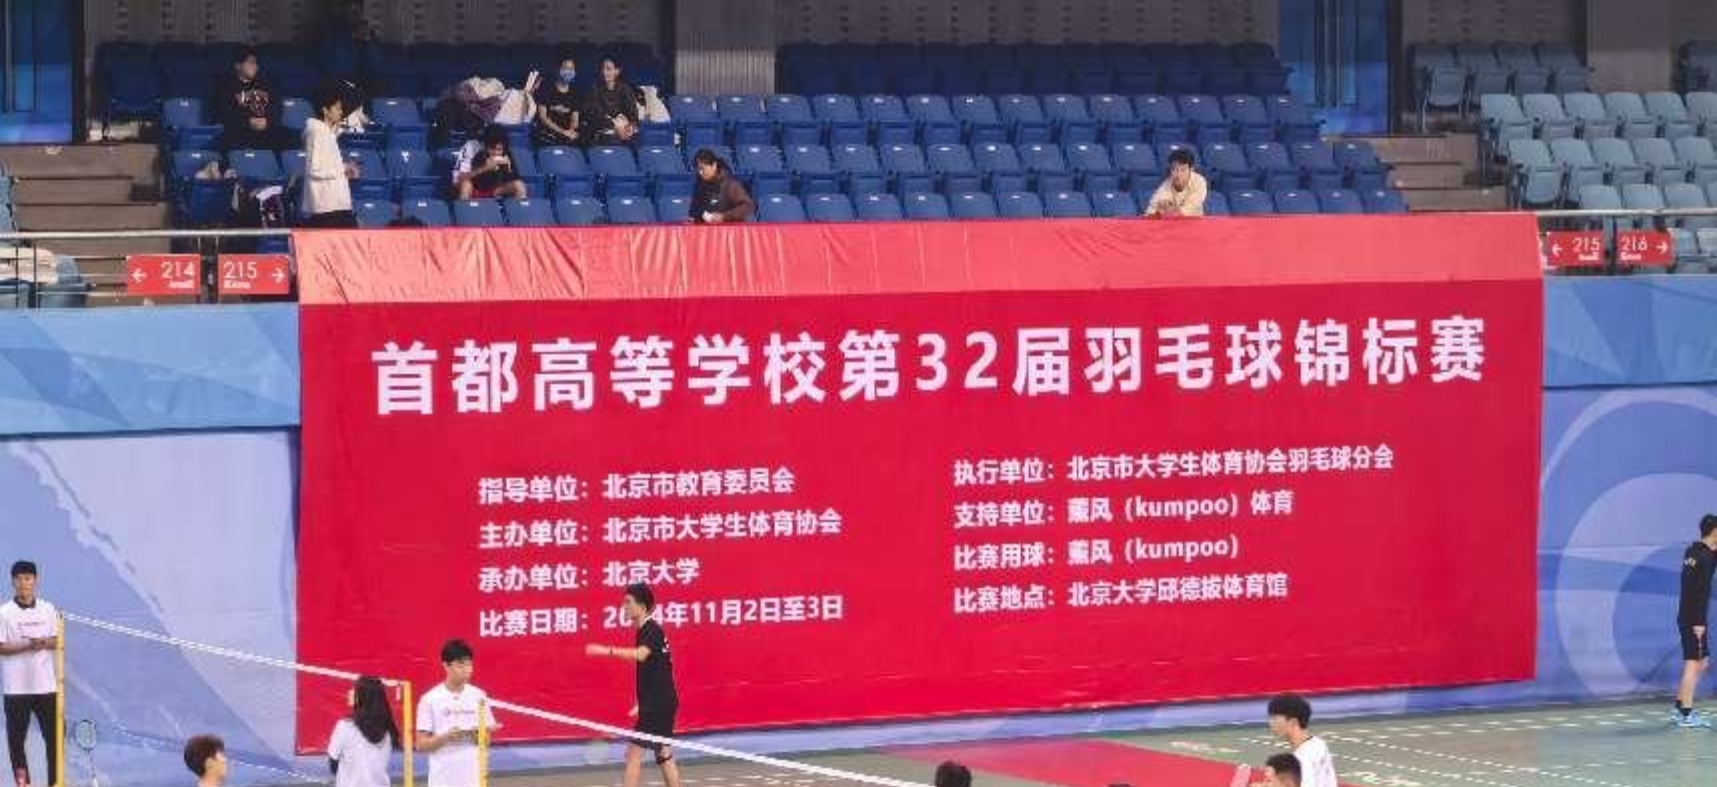 ← 214
215 →
← 215
216 →
首都高等学校第32届羽毛球锦标赛
指导单位：北京市教育委员会
主办单位：北京市大学生体育协会
承办单位：北京大学
比赛日期：20 4年11月2日至3日
执行单位：北京市大学生体育协会羽毛球分会
支持单位：薰风（kumpoo）体育
比赛用球：薰风（kumpoo）
比赛地点：北京大学邱德拔体育馆